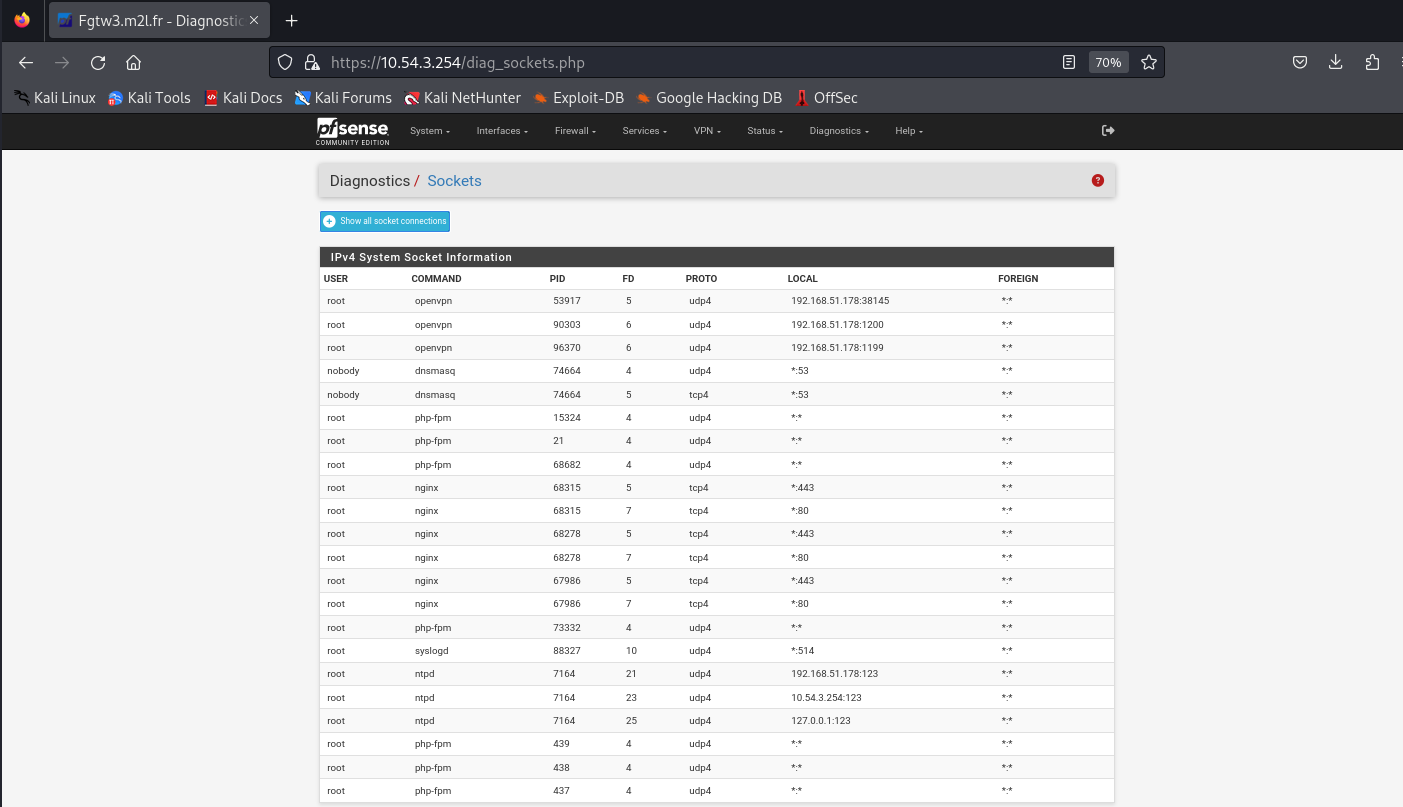 Fgtw3.m2l.fr - Diagnostic
https://10.54.3.254/diag_sockets.php 70%
Kali Linux Kali Tools Kali Docs Kali Forums Kali NetHunter Exploit-DB Google Hacking DB OffSec
pfsense System Interfaces Firewall Services VPN Status Diagnostics Help
COMMUNITY EDITION
Diagnostics / Sockets ?
Show all socket connections
IPv4 System Socket Information
USER COMMAND PID FD PROTO LOCAL FOREIGN
root openvpn 53917 5 udp4 192.168.51.178:38145 *:*
root openvpn 90303 6 udp4 192.168.51.178:1200 *:*
root openvpn 96370 6 udp4 192.168.51.178:1199 *:*
nobody dnsmasq 74664 4 udp4 *:53 *:*
nobody dnsmasq 74664 5 tcp4 *:53 *:*
root php-fpm 15324 4 udp4 *:* *:*
root php-fpm 21 4 udp4 *:* *:*
root php-fpm 68682 4 udp4 *:* *:*
root nginx 68315 5 tcp4 *:443 *:*
root nginx 68315 7 tcp4 *:80 *:*
root nginx 68278 5 tcp4 *:443 *:*
root nginx 68278 7 tcp4 *:80 *:*
root nginx 67986 5 tcp4 *:443 *:*
root nginx 67986 7 tcp4 *:80 *:*
root php-fpm 73332 4 udp4 *:* *:*
root syslogd 88327 10 udp4 *:514 *:*
root ntpd 7164 21 udp4 192.168.51.178:123 *:*
root ntpd 7164 23 udp4 10.54.3.254:123 *:*
root ntpd 7164 25 udp4 127.0.0.1:123 *:*
root php-fpm 439 4 udp4 *:* *:*
root php-fpm 438 4 udp4 *:* *:*
root php-fpm 437 4 udp4 *:* *:*